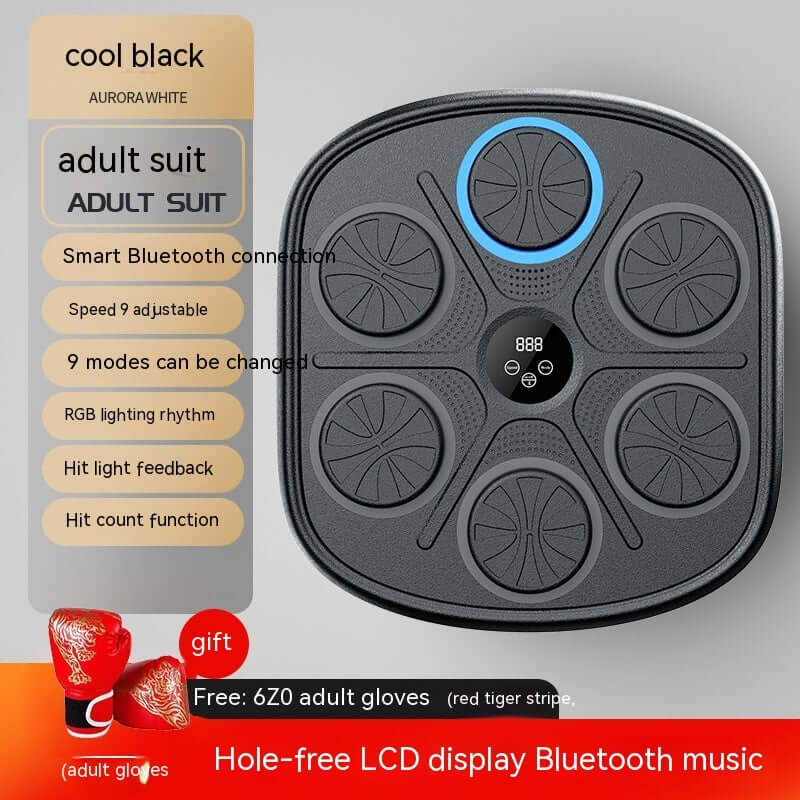 cool black
AURORA WHITE
adult suit
ADULT SUIT
Smart Bluetooth connection
Speed 9 adjustable
9 modes can be changed
RGB lighting rhythm
Hit light feedback
Hit count function
888
Speed
Mode
gift
Free: 6Z0 adult gloves (red tiger stripe,
(adult gloves
Hole-free LCD display Bluetooth music